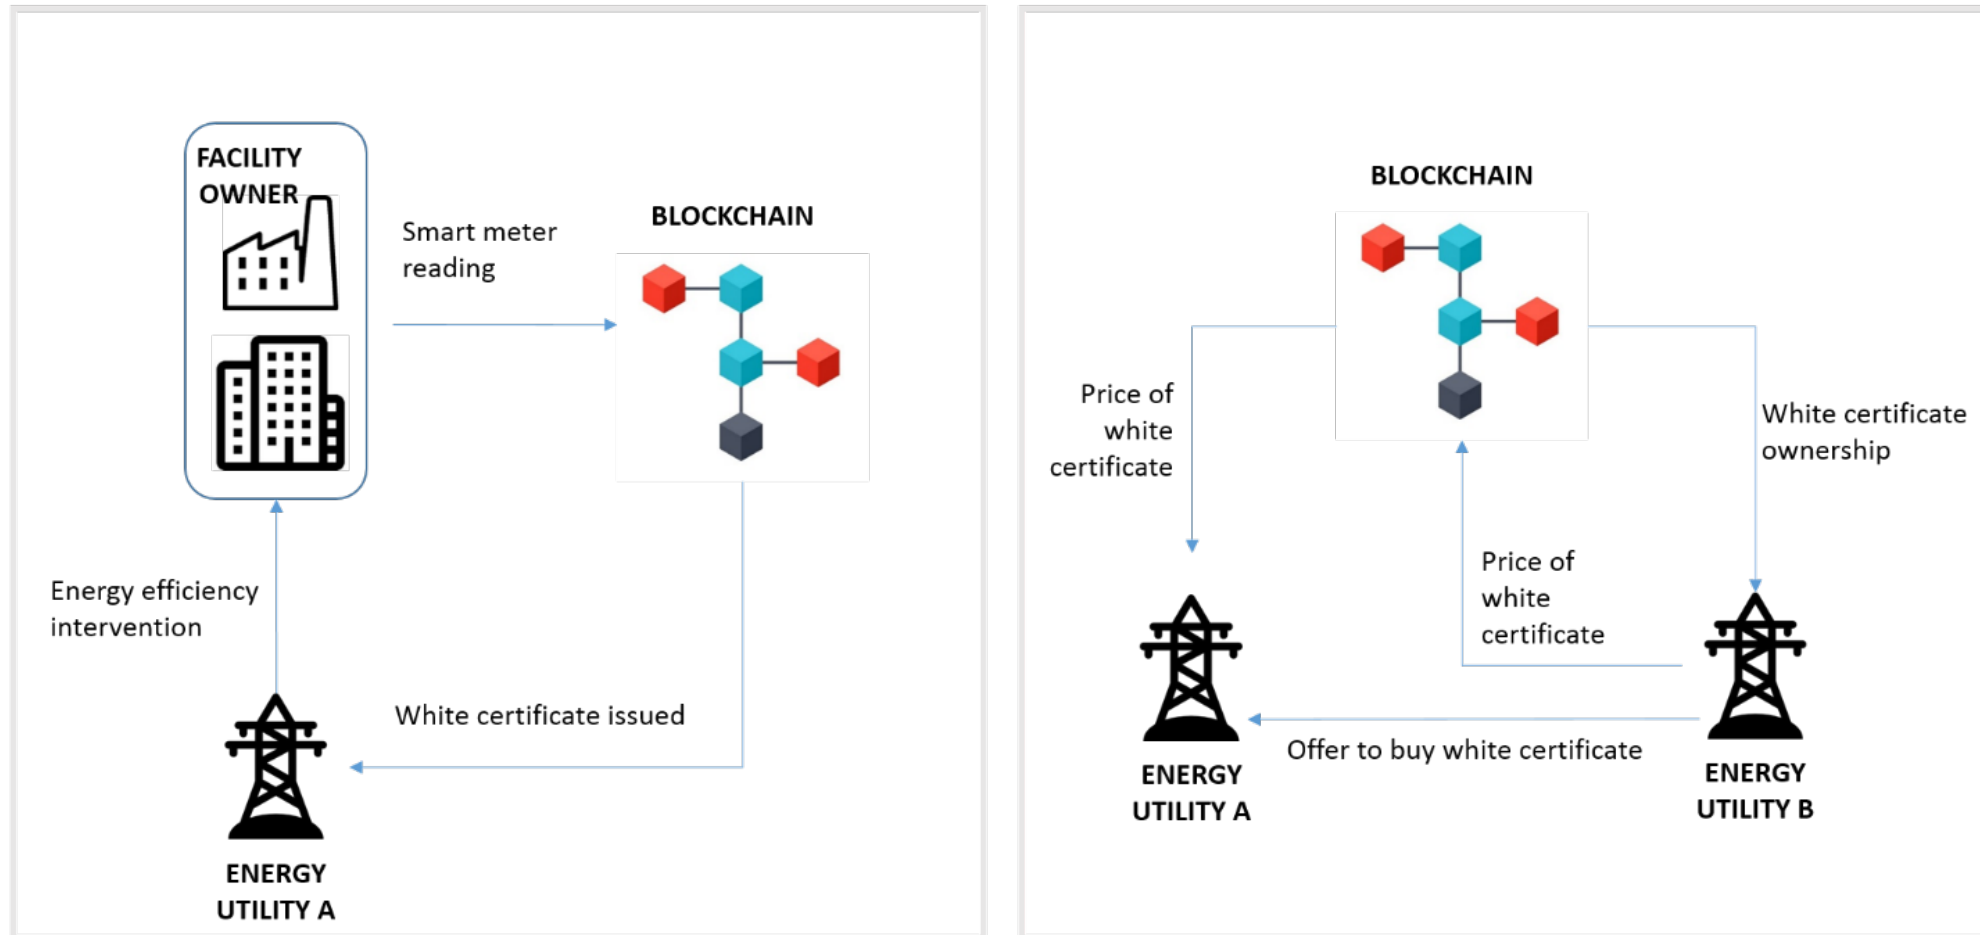 FACILITY
OWNER
Smart meter
reading
BLOCKCHAIN
Energy efficiency
intervention
White certificate issued
ENERGY
UTILITY A
BLOCKCHAIN
Price of
white
certificate
White certificate
ownership
Price of
white
certificate
Offer to buy white certificate
ENERGY
UTILITY A
ENERGY
UTILITY B